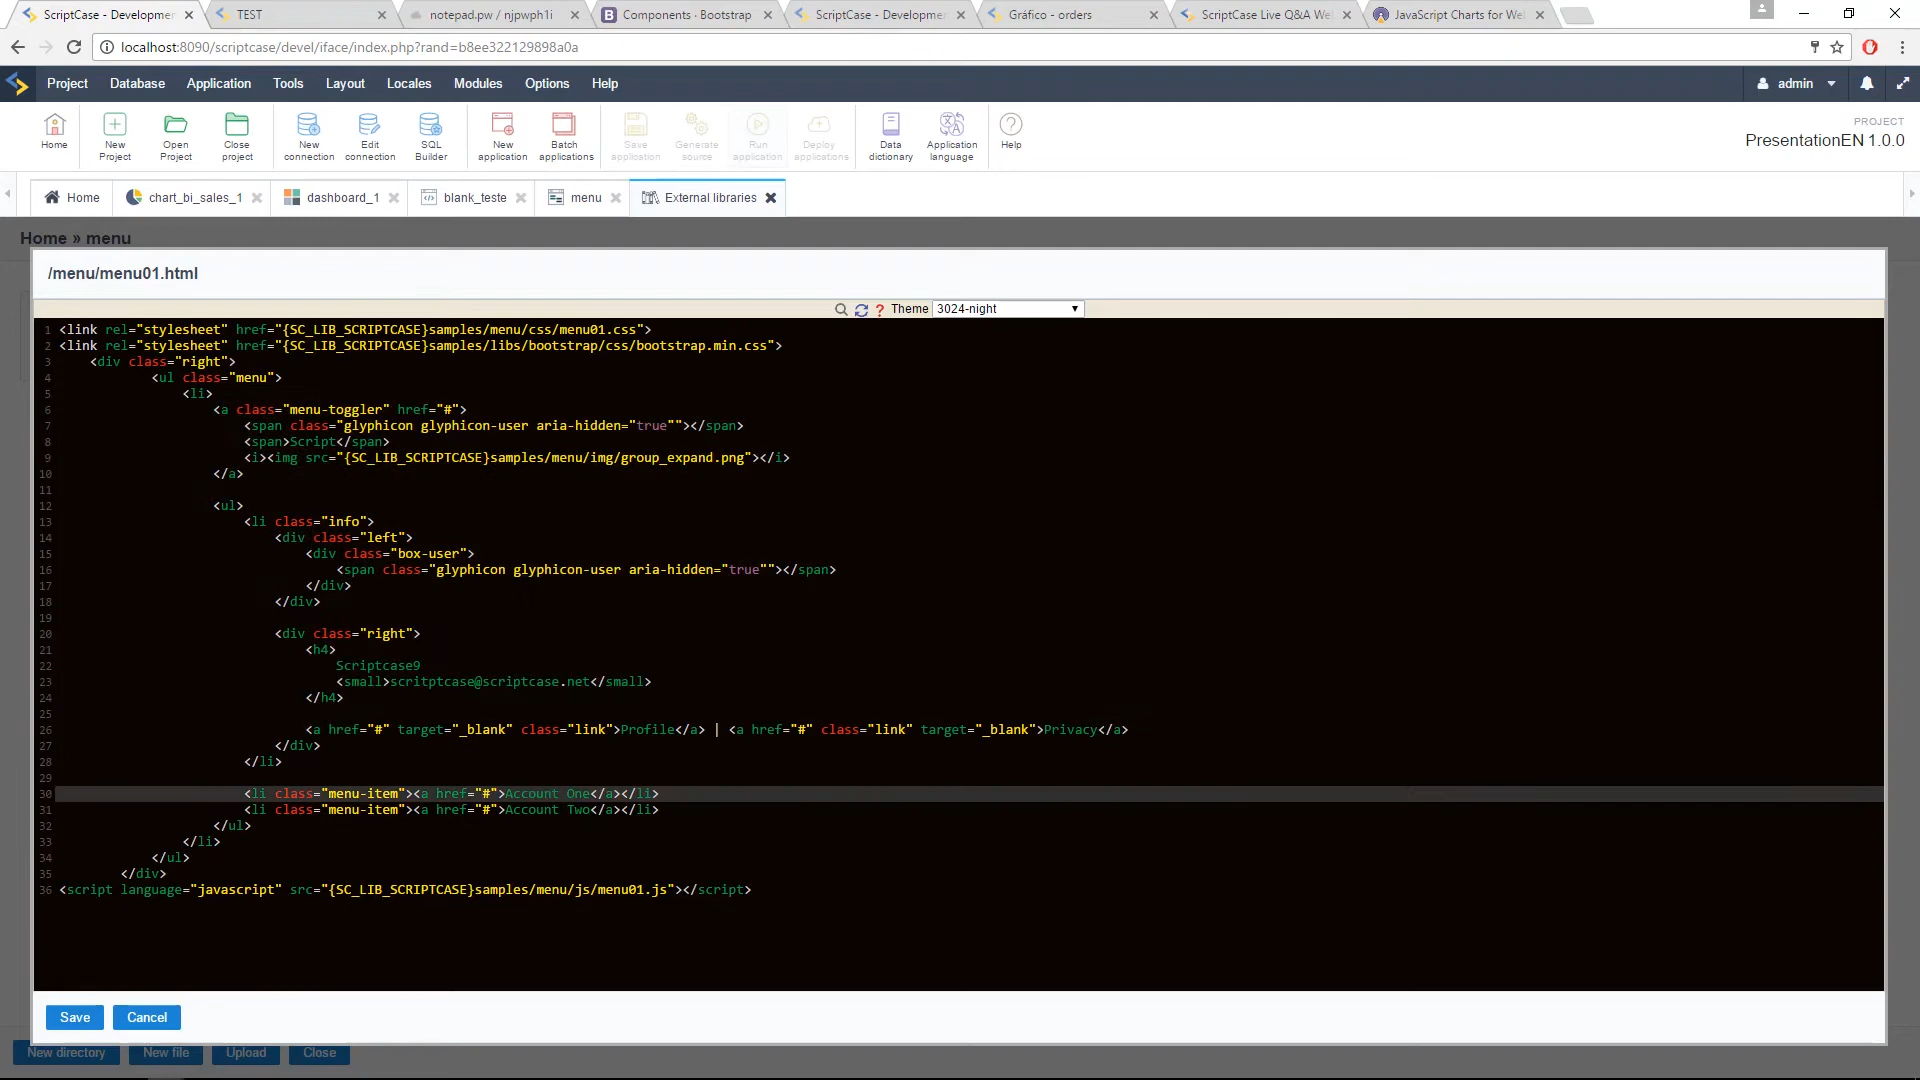 ScriptCase - Developmen
TEST
notepad.pw / njpwph1i
Components · Bootstrap
ScriptCase - Developmen
Gráfico - orders
ScriptCase Live Q&A We
JavaScript Charts for We
localhost:8090/scriptcase/devel/iface/index.php?rand=b8ee322129898a0a
Project Database Application Tools Layout Locales Modules Options Help
admin
Home
New Project
Open Project
Close project
New connection
Edit connection
SQL Builder
New application
Batch applications
Save application
Generate source
Run application
Deploy applications
Data dictionary
Application language
Help
PROJECT
PresentationEN 1.0.0
Home
chart_bi_sales_1
dashboard_1
blank_teste
menu
External libraries
Home » menu
/menu/menu01.html
? Theme 3024-night
1 <link rel="stylesheet" href="{SC_LIB_SCRIPTCASE}samples/menu/css/menu01.css">
2 <link rel="stylesheet" href="{SC_LIB_SCRIPTCASE}samples/libs/bootstrap/css/bootstrap.min.css">
3 <div class="right">
4 <ul class="menu">
5 <li>
6 <a class="menu-toggler" href="#">
7 <span class="glyphicon glyphicon-user aria-hidden="true""></span>
8 <span>Script</span>
9 <i><img src="{SC_LIB_SCRIPTCASE}samples/menu/img/group_expand.png"></i>
10 </a>
11
12 <ul>
13 <li class="info">
14 <div class="left">
15 <div class="box-user">
16 <span class="glyphicon glyphicon-user aria-hidden="true""></span>
17 </div>
18 </div>
19
20 <div class="right">
21 <h4>
22 Scriptcase9
23 <small>scritptcase@scriptcase.net</small>
24 </h4>
25
26 <a href="#" target="_blank" class="link">Profile</a> | <a href="#" class="link" target="_blank">Privacy</a>
27 </div>
28 </li>
29
30 <li class="menu-item"><a href="#">Account One</a></li>
31 <li class="menu-item"><a href="#">Account Two</a></li>
32 </ul>
33 </li>
34 </ul>
35 </div>
36 <script language="javascript" src="{SC_LIB_SCRIPTCASE}samples/menu/js/menu01.js"></script>
Save Cancel
New directory New file Upload Close